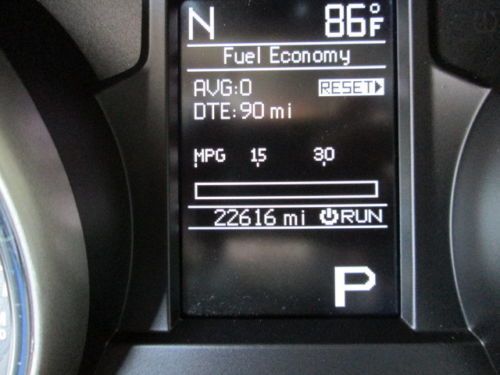 N 86°F
Fuel Economy
AVG:0 RESET
DTE:90 mi
MPG 15 30
22616 mi RUN
P